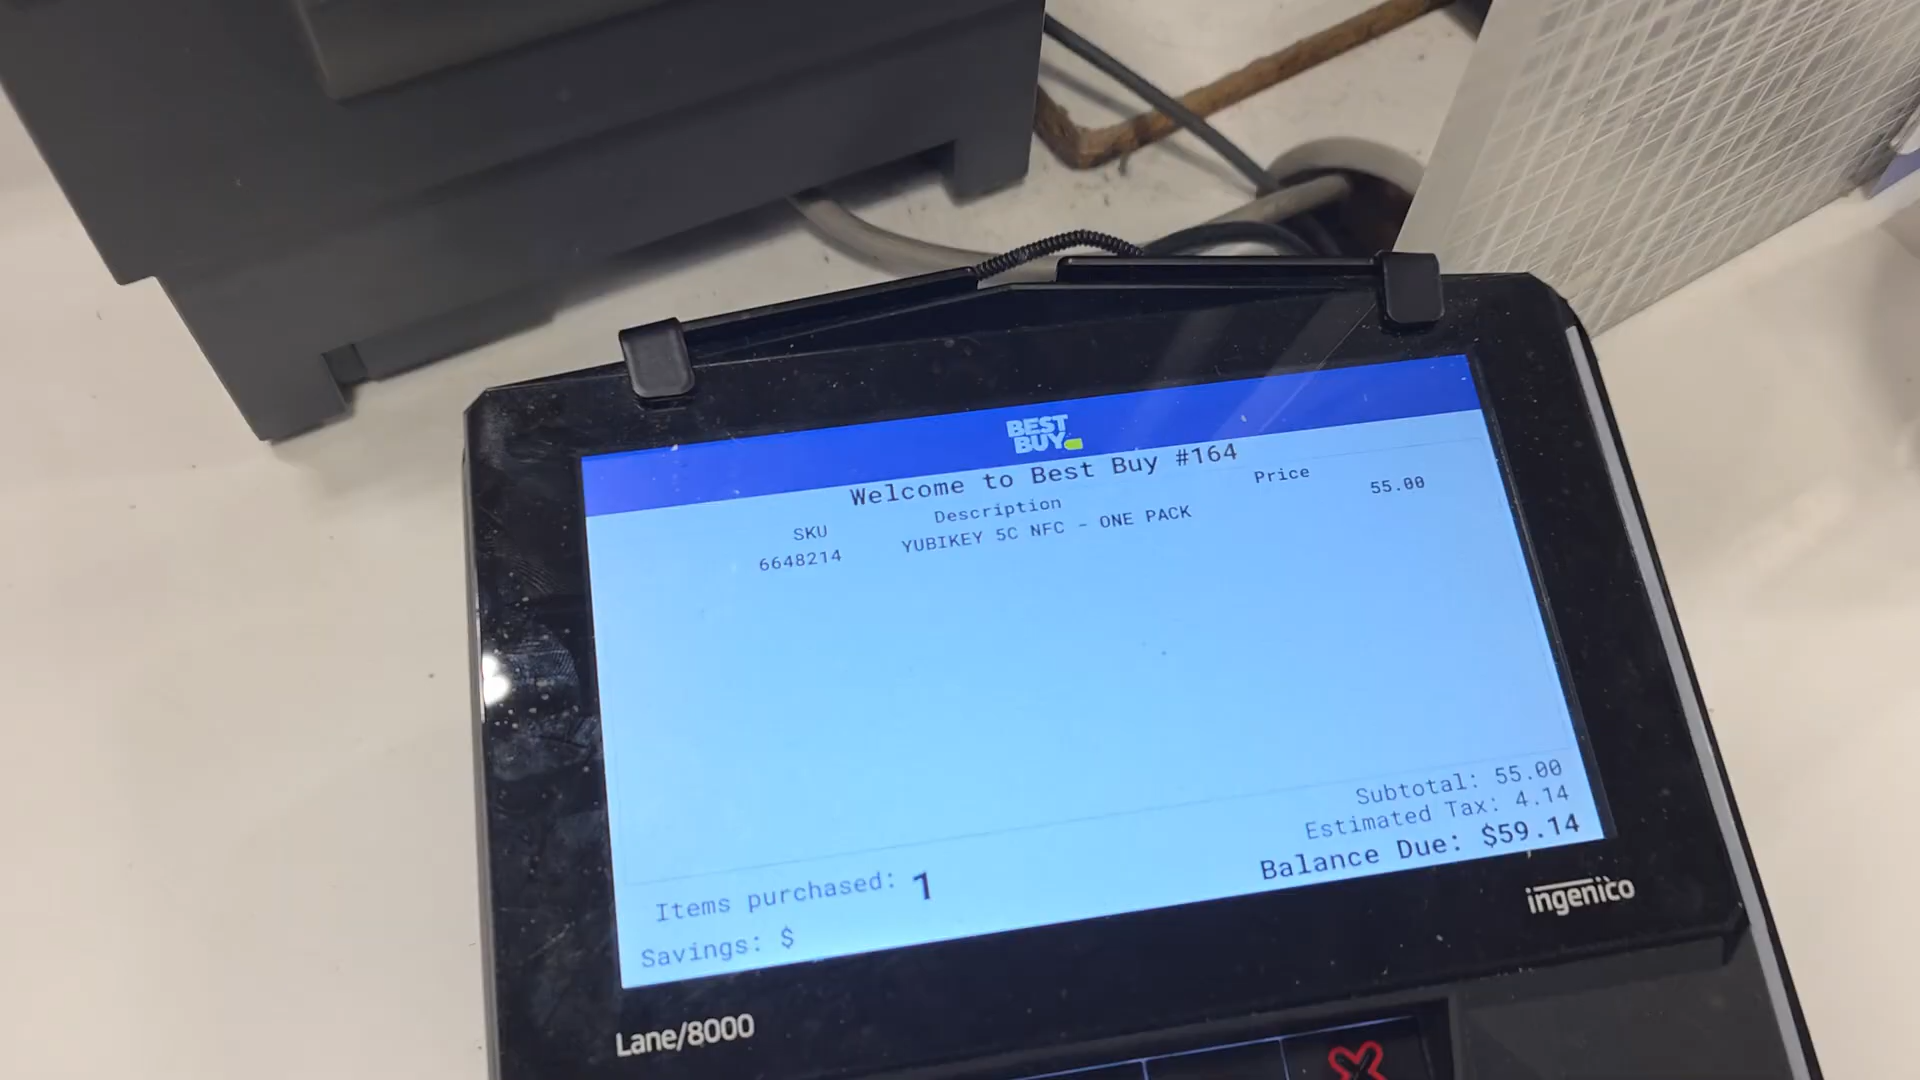 BEST
BUY
Welcome to Best Buy #164
SKU Description Price
6648214 YUBIKEY 5C NFC - ONE PACK 55.00
Subtotal: 55.00
Estimated Tax: 4.14
Balance Due: $59.14
Items purchased: 1
Savings: $
ingenico
Lane/8000